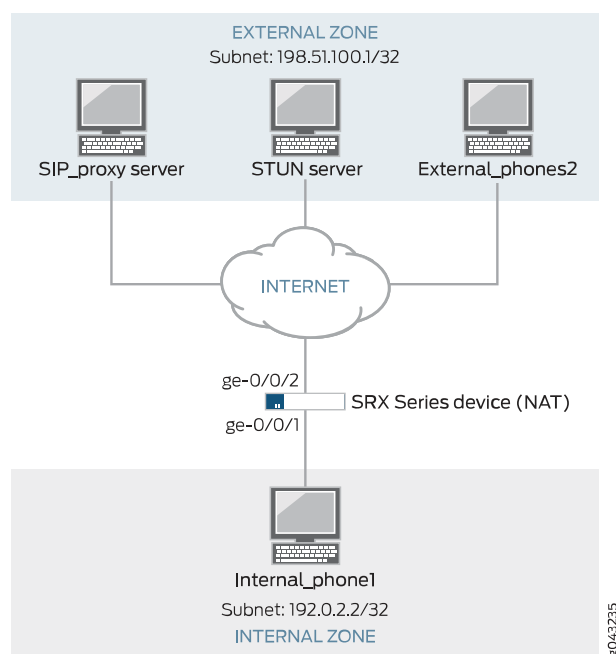 EXTERNAL ZONE
Subnet: 198.51.100.1/32
SIP_proxy server
STUN server
External_phones2
INTERNET
ge-0/0/2
SRX Series device (NAT)
ge-0/0/1
Internal_phone1
Subnet: 192.0.2.2/32
INTERNAL ZONE
g043235